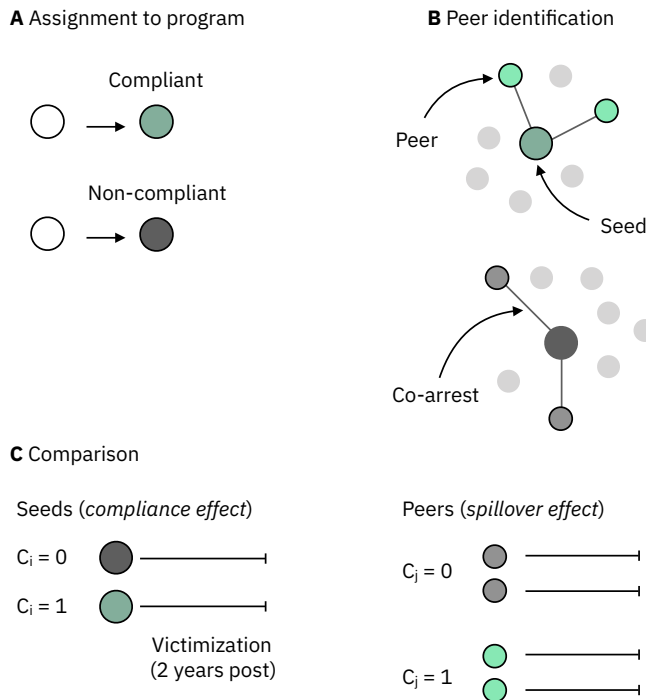 A Assignment to program
Compliant
Non-compliant
B Peer identification
Peer
Seed
Co-arrest
C Comparison
Seeds (compliance effect)
Cᵢ = 0
Cᵢ = 1
Victimization
(2 years post)
Peers (spillover effect)
Cⱼ = 0
Cⱼ = 1